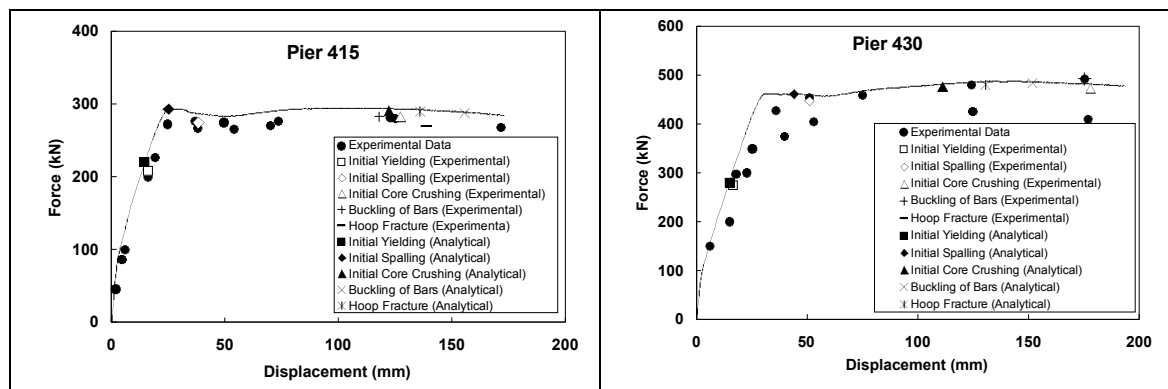 Pier 415
400
300
200
100
0
Force (kN)
0 50 100 150 200
Displacement (mm)
Experimental Data
Initial Yielding (Experimental)
Initial Spalling (Experimental)
Initial Core Crushing (Experimental)
Buckling of Bars (Experimental)
Hoop Fracture (Experimenta)
Initial Yielding (Analytical)
Initial Spalling (Analytical)
Initial Core Crushing (Analytical)
Buckling of Bars (Analytical)
Hoop Fracture (Analytical)
Pier 430
600
500
400
300
200
100
0
Force (kN)
0 50 100 150 200
Displacement (mm)
Experimental Data
Initial Yielding (Experimental)
Initial Spalling (Experimental)
Initial Core Crushing (Experimental)
Buckling of Bars (Experimental)
Hoop Fracture (Experimental)
Initial Yielding (Analytical)
Initial Spalling (Analytical)
Initial Core Crushing (Analytical)
Buckling of Bars (Analytical)
Hoop Fracture (Analytical)